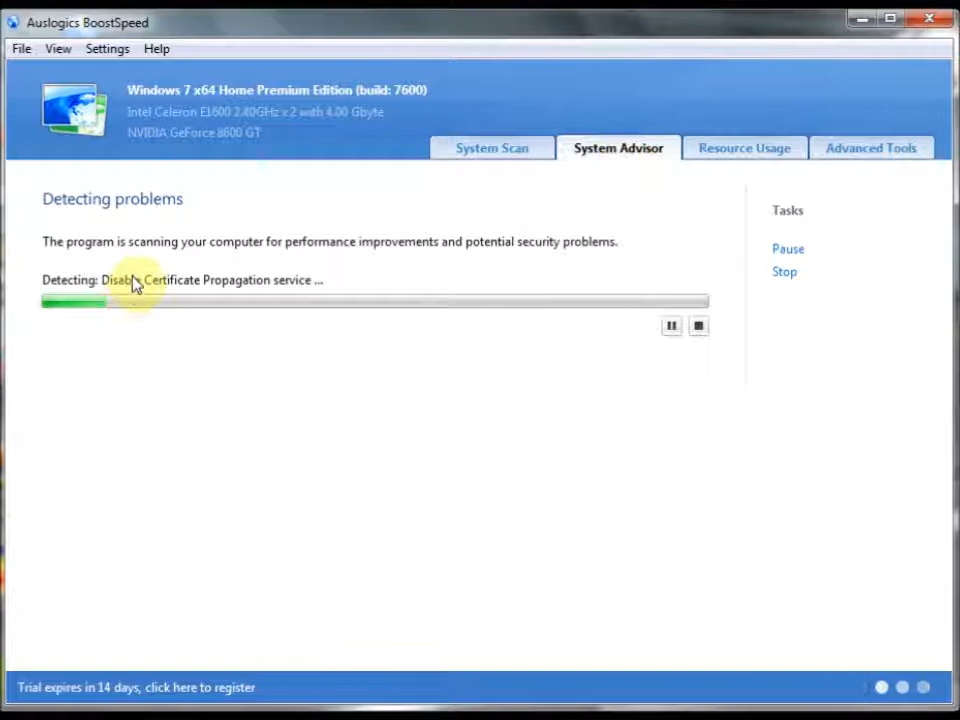 Auslogics BoostSpeed
File View Settings Help
Windows 7 x64 Home Premium Edition (build: 7600)
Intel Celeron E1600 2.40GHz x 2 with 4.00 Gbyte
NVIDIA GeForce 8600 GT
System Scan System Advisor Resource Usage Advanced Tools
Detecting problems
The program is scanning your computer for performance improvements and potential security problems.
Detecting: Disable Certificate Propagation service ...
Tasks
Pause
Stop
Trial expires in 14 days, click here to register